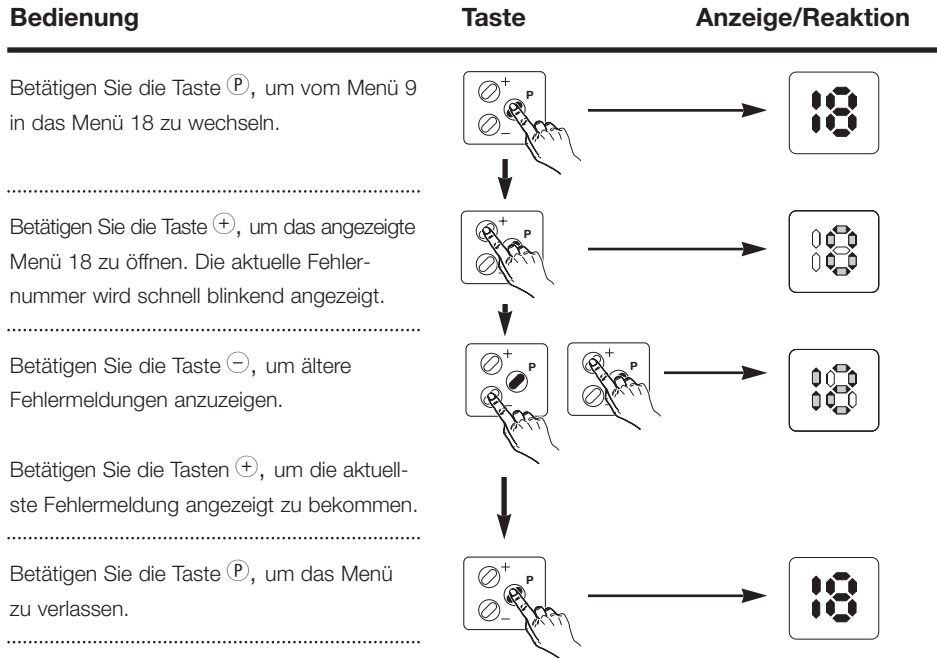 Bedienung Taste Anzeige/Reaktion
Betätigen Sie die Taste Ⓟ, um vom Menü 9
in das Menü 18 zu wechseln.
+
P
−
18
Betätigen Sie die Taste ⊕, um das angezeigte
Menü 18 zu öffnen. Die aktuelle Fehler-
nummer wird schnell blinkend angezeigt.
+
P
Betätigen Sie die Taste ⊖, um ältere
Fehlermeldungen anzuzeigen.
+
P
−
+
P
Betätigen Sie die Tasten ⊕, um die aktuell-
ste Fehlermeldung angezeigt zu bekommen.
Betätigen Sie die Taste Ⓟ, um das Menü
zu verlassen.
+
P
−
18